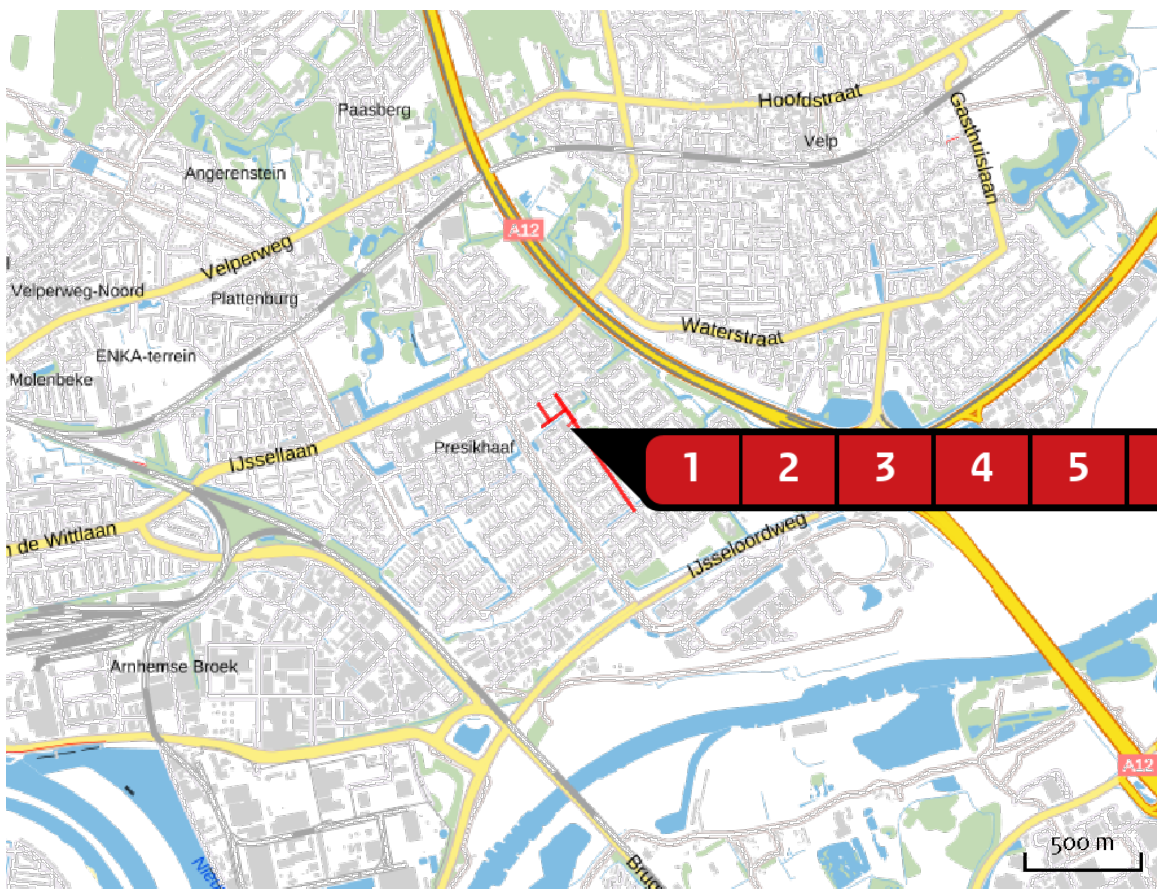 Paasberg
Hoofdstraat
Gasthuislaan
Velp
Angerenstein
A12
Velperweg
Velperweg-Noord
Plattenburg
Waterstraat
ENKA-terrein
Molenbeke
IJssellaan
Presikhaaf
1 2 3 4 5
n de Wittlaan
IJsseloordweg
Arnhemse Broek
A12
500 m